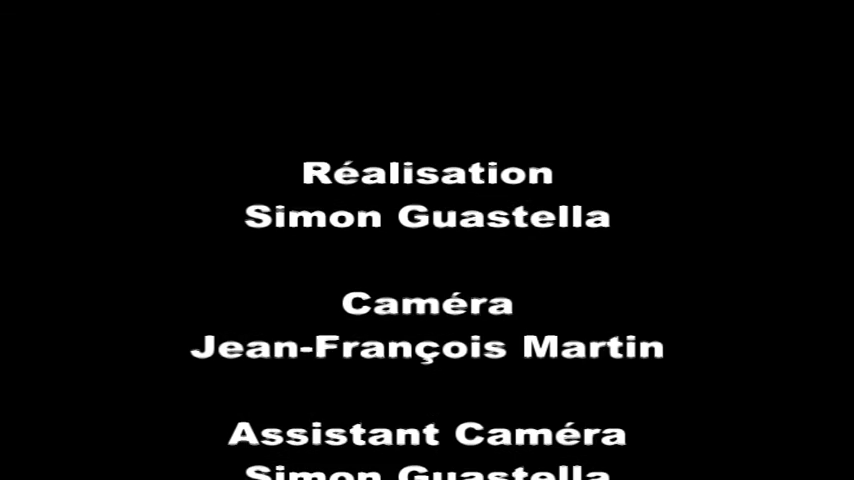 Réalisation
Simon Guastella
Caméra
Jean-François Martin
Assistant Caméra
Simon Guastella